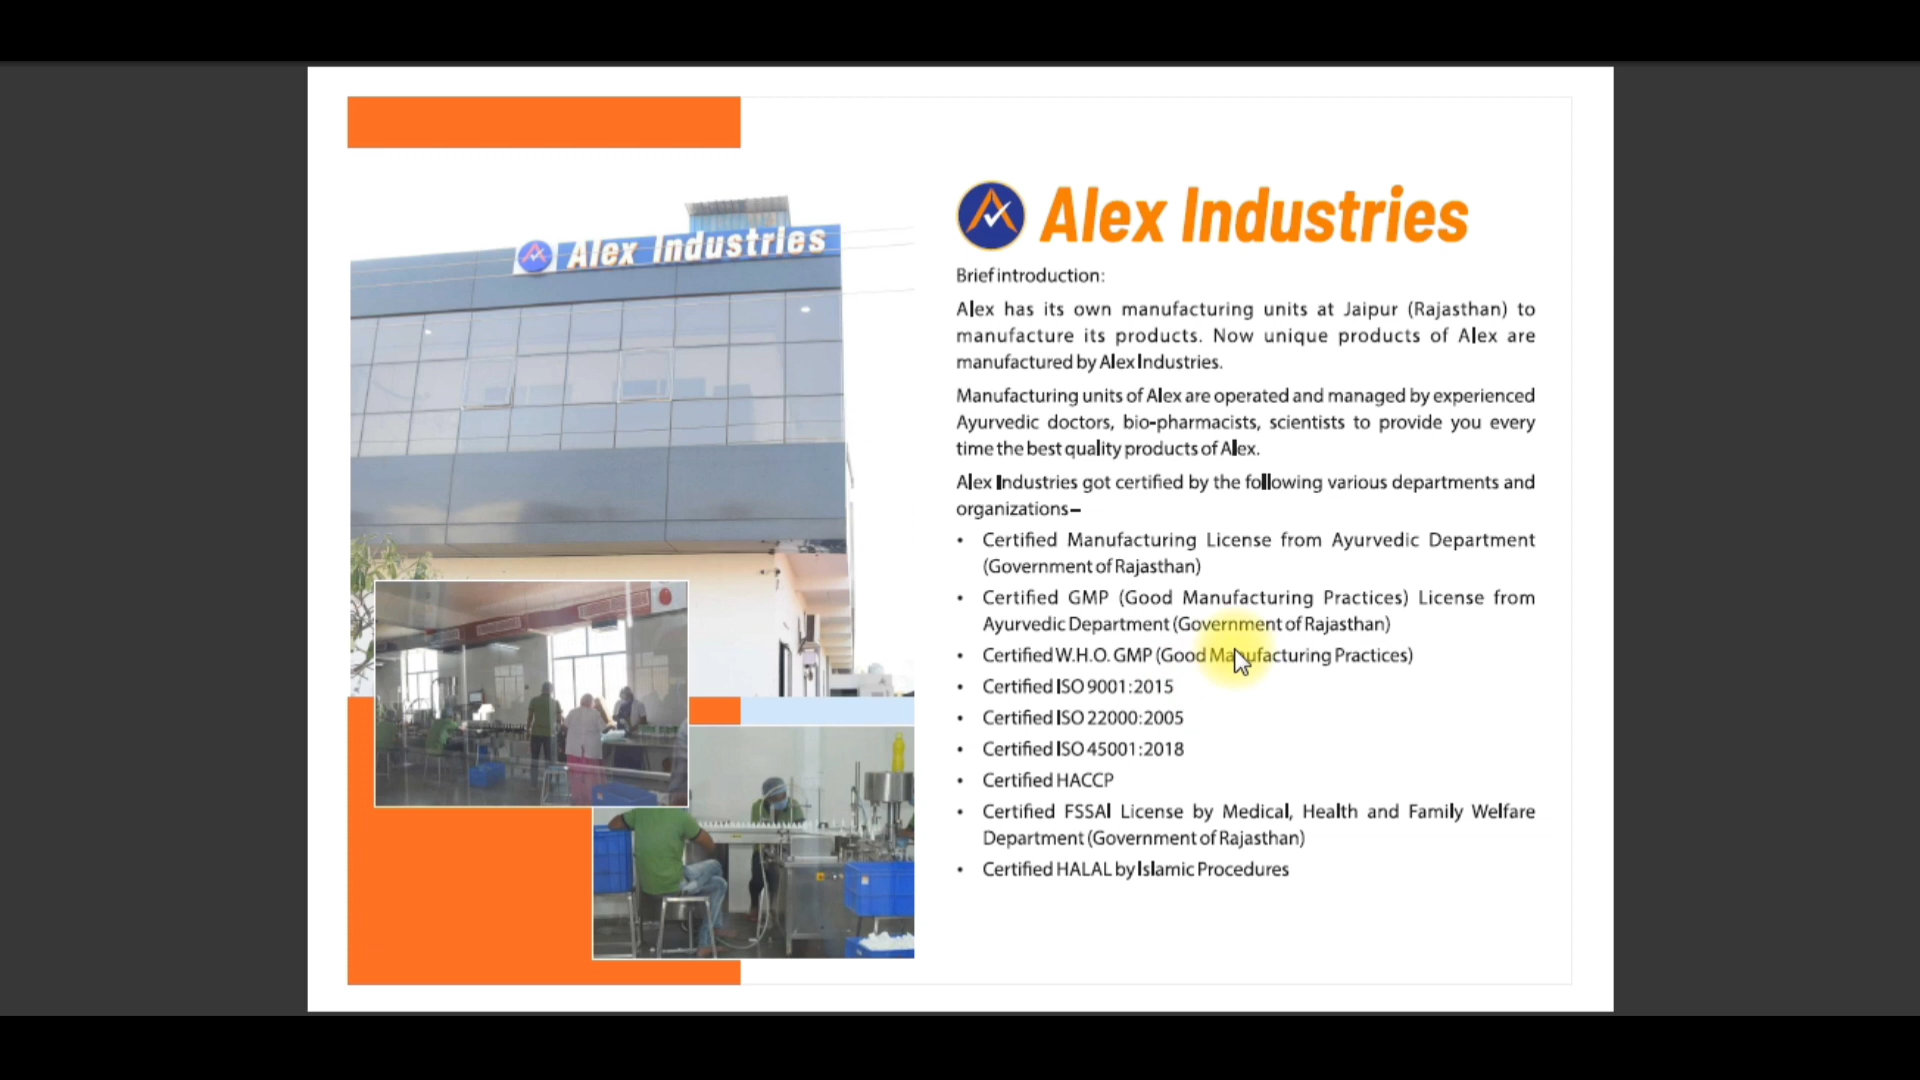 Alex Industries
Alex Industries
Brief introduction:
Alex has its own manufacturing units at Jaipur (Rajasthan) to
manufacture its products. Now unique products of Alex are
manufactured by Alex Industries.
Manufacturing units of Alex are operated and managed by experienced
Ayurvedic doctors, bio-pharmacists, scientists to provide you every
time the best quality products of Alex.
Alex Industries got certified by the following various departments and
organizations–
• Certified Manufacturing License from Ayurvedic Department
(Government of Rajasthan)
• Certified GMP (Good Manufacturing Practices) License from
Ayurvedic Department (Government of Rajasthan)
• Certified W.H.O. GMP (Good Manufacturing Practices)
• Certified ISO 9001:2015
• Certified ISO 22000:2005
• Certified ISO 45001:2018
• Certified HACCP
• Certified FSSAI License by Medical, Health and Family Welfare
Department (Government of Rajasthan)
• Certified HALAL by Islamic Procedures